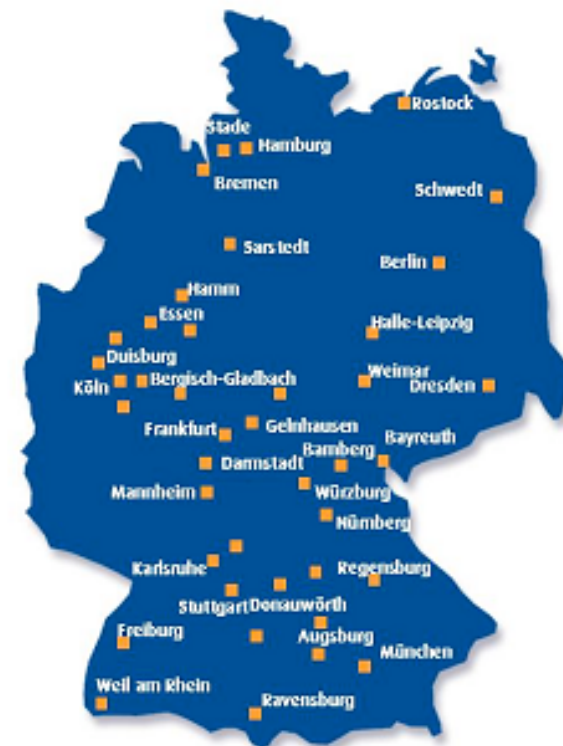 Rostock
Stade
Hamburg
Bremen
Schwedt
Sarstedt
Berlin
Hamm
Essen
Halle-Leipzig
Duisburg
Köln
Bergisch-Gladbach
Weimar
Dresden
Frankfurt
Gelnhausen
Bamberg
Bayreuth
Darmstadt
Mannheim
Würzburg
Nürnberg
Karlsruhe
Regensburg
Stuttgart
Donauwörth
Freiburg
Augsburg
München
Weil am Rhein
Ravensburg